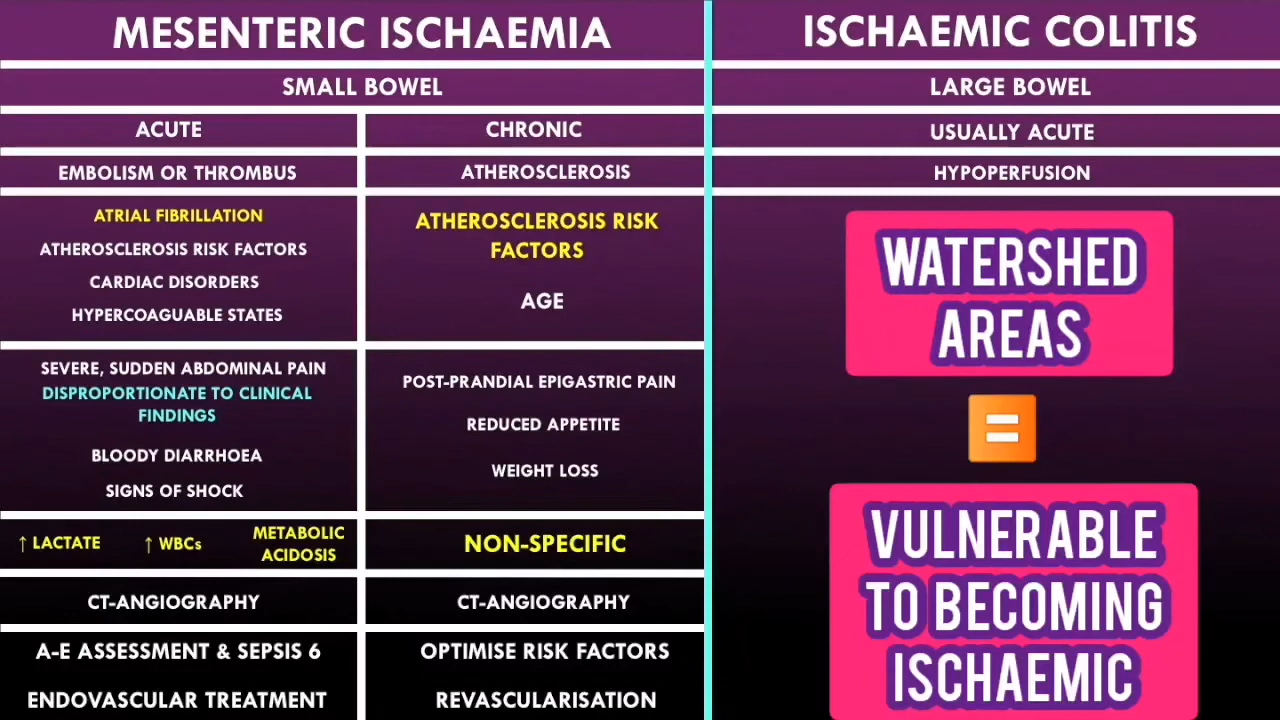 MESENTERIC ISCHAEMIA
SMALL BOWEL
ACUTE
EMBOLISM OR THROMBUS
ATRIAL FIBRILLATION
ATHEROSCLEROSIS RISK FACTORS
CARDIAC DISORDERS
HYPERCOAGUABLE STATES
SEVERE, SUDDEN ABDOMINAL PAIN
DISPROPORTIONATE TO CLINICAL
FINDINGS
BLOODY DIARRHOEA
SIGNS OF SHOCK
↑ LACTATE
↑ WBCs
METABOLIC
ACIDOSIS
CT-ANGIOGRAPHY
A-E ASSESSMENT & SEPSIS 6
ENDOVASCULAR TREATMENT
CHRONIC
ATHEROSCLEROSIS
ATHEROSCLEROSIS RISK
FACTORS
AGE
POST-PRANDIAL EPIGASTRIC PAIN
REDUCED APPETITE
WEIGHT LOSS
NON-SPECIFIC
CT-ANGIOGRAPHY
OPTIMISE RISK FACTORS
REVASCULARISATION
ISCHAEMIC COLITIS
LARGE BOWEL
USUALLY ACUTE
HYPOPERFUSION
WATERSHED
AREAS
=
VULNERABLE
TO BECOMING
ISCHAEMIC